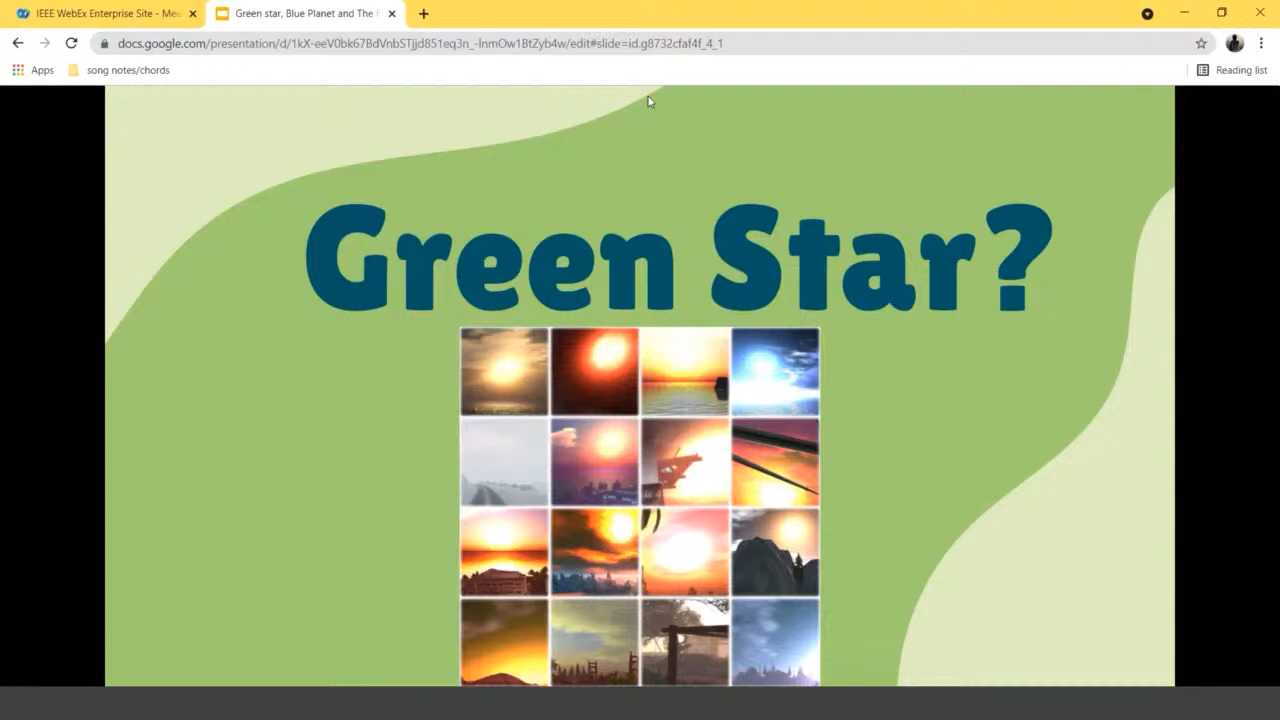 IEEE WebEx Enterprise Site - Mee
Green star, Blue Planet and The
docs.google.com/presentation/d/1kX-eeV0bk67BdVnbSTjjd851eq3n_-lnmOw1BtZyb4w/edit#slide=id.g8732cfaf4f_4_1
Apps
song notes/chords
Reading list
Green Star?